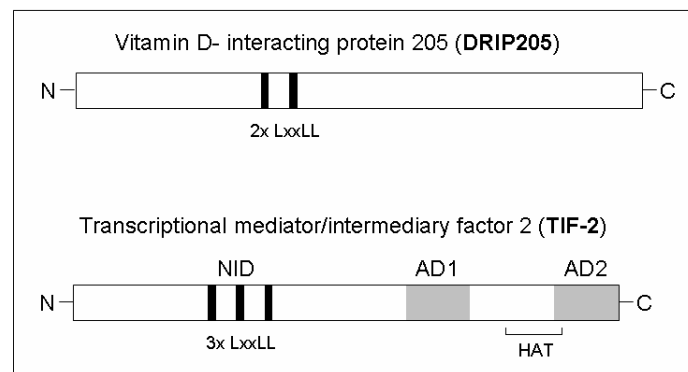 Vitamin D- interacting protein 205 (DRIP205)
N C
2x LxxLL
Transcriptional mediator/intermediary factor 2 (TIF-2)
NID AD1 AD2
N C
3x LxxLL
HAT